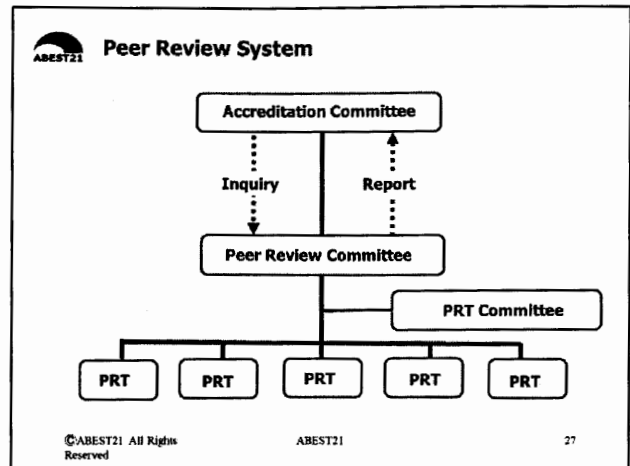 ABEST21
Peer Review System
Accreditation Committee
Inquiry
Report
Peer Review Committee
PRT Committee
PRT PRT PRT PRT PRT
©ABEST21 All Rights
Reserved
ABEST21
27